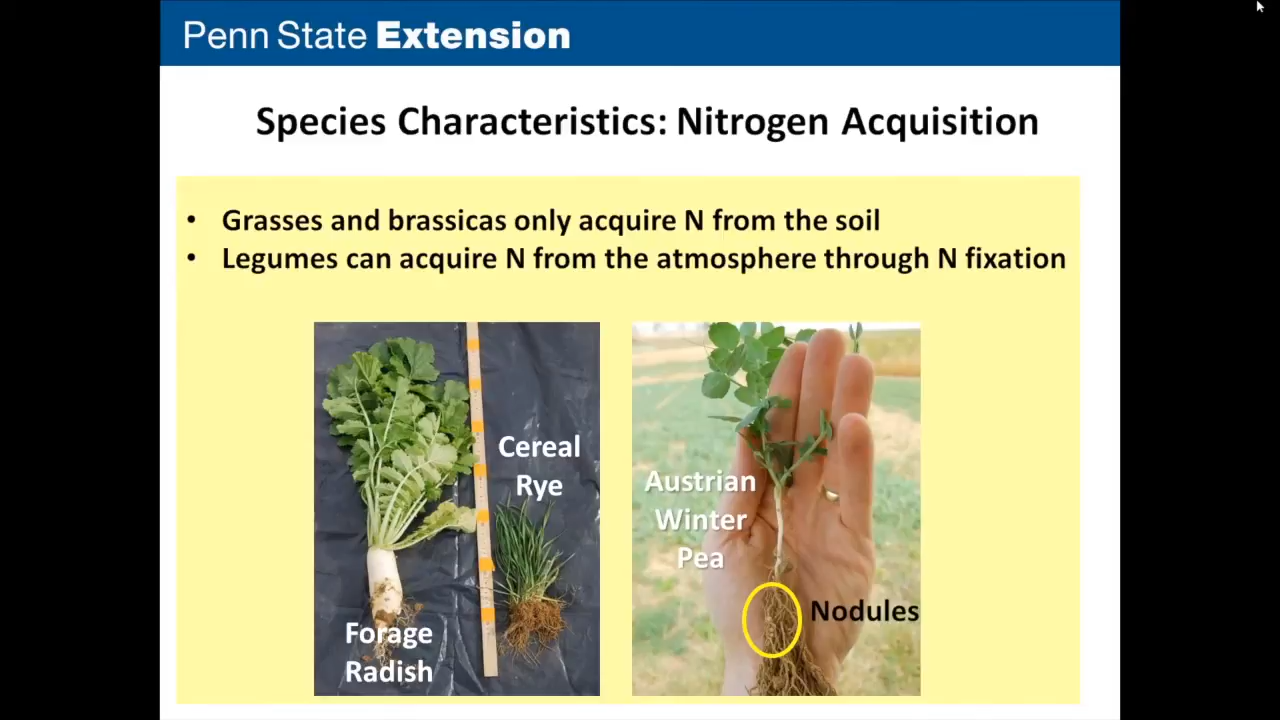 Penn State Extension
Species Characteristics: Nitrogen Acquisition
• Grasses and brassicas only acquire N from the soil
• Legumes can acquire N from the atmosphere through N fixation
Cereal
Rye
Forage
Radish
Austrian
Winter
Pea
Nodules